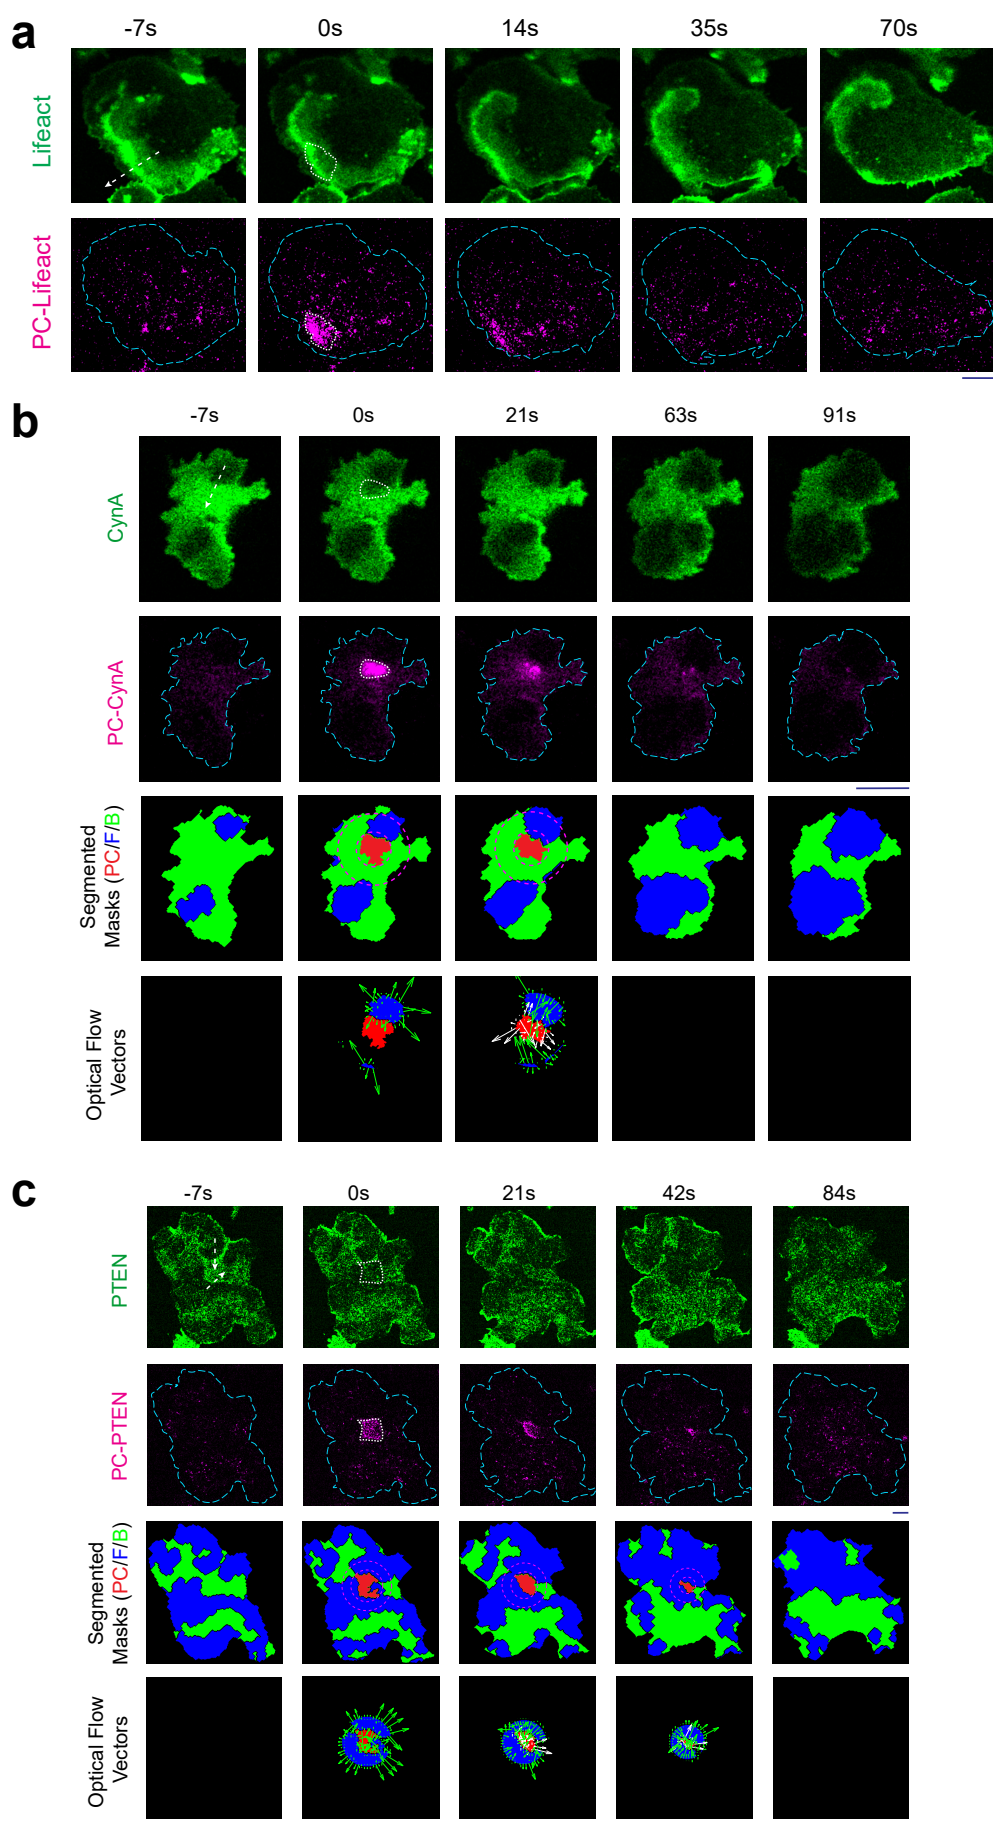 a
-7s 0s 14s 35s 70s
Lifeact
PC-Lifeact
b
-7s 0s 21s 63s 91s
CynA
PC-CynA
Segmented
Masks (PC/F/B)
Optical Flow
Vectors
c
-7s 0s 21s 42s 84s
PTEN
PC-PTEN
Segmented
Masks (PC/F/B)
Optical Flow
Vectors